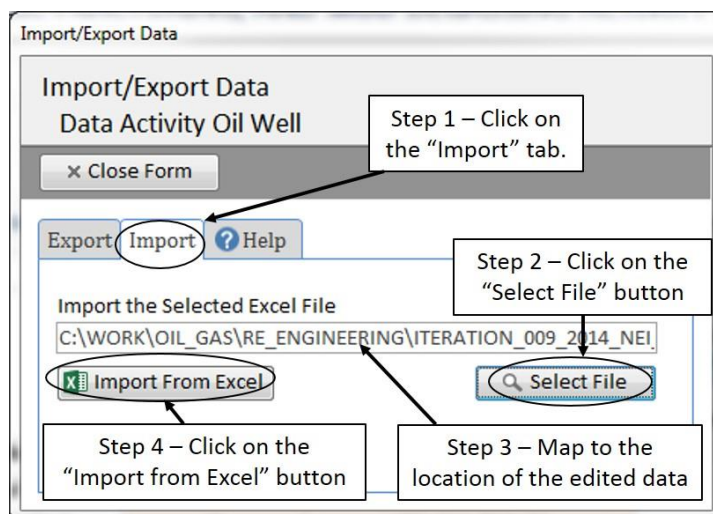 Import/Export Data
Import/Export Data
Data Activity Oil Well
Step 1 – Click on
the “Import” tab.
× Close Form
Export
Import
? Help
Step 2 – Click on the
“Select File” button
Import the Selected Excel File
C:\WORK\OIL_GAS\RE_ENGINEERING\ITERATION_009_2014_NEI_
Import From Excel
Select File
Step 4 – Click on the
“Import from Excel” button
Step 3 – Map to the
location of the edited data